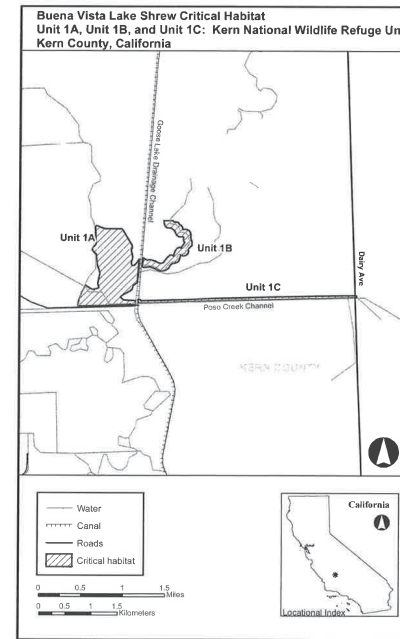 Buena Vista Lake Shrew Critical Habitat
Unit 1A, Unit 1B, and Unit 1C: Kern National Wildlife Refuge Un
Kern County, California
Goose Lake Drainage Channel
Unit 1A
Unit 1B
Dairy Ave
Unit 1C
Poso Creek Channel
KERN COUNTY
Water
Canal
Roads
Critical habitat
0 0.5 1 1.5
Miles
0 0.5 1 1.5
Kilometers
California
Locational Index